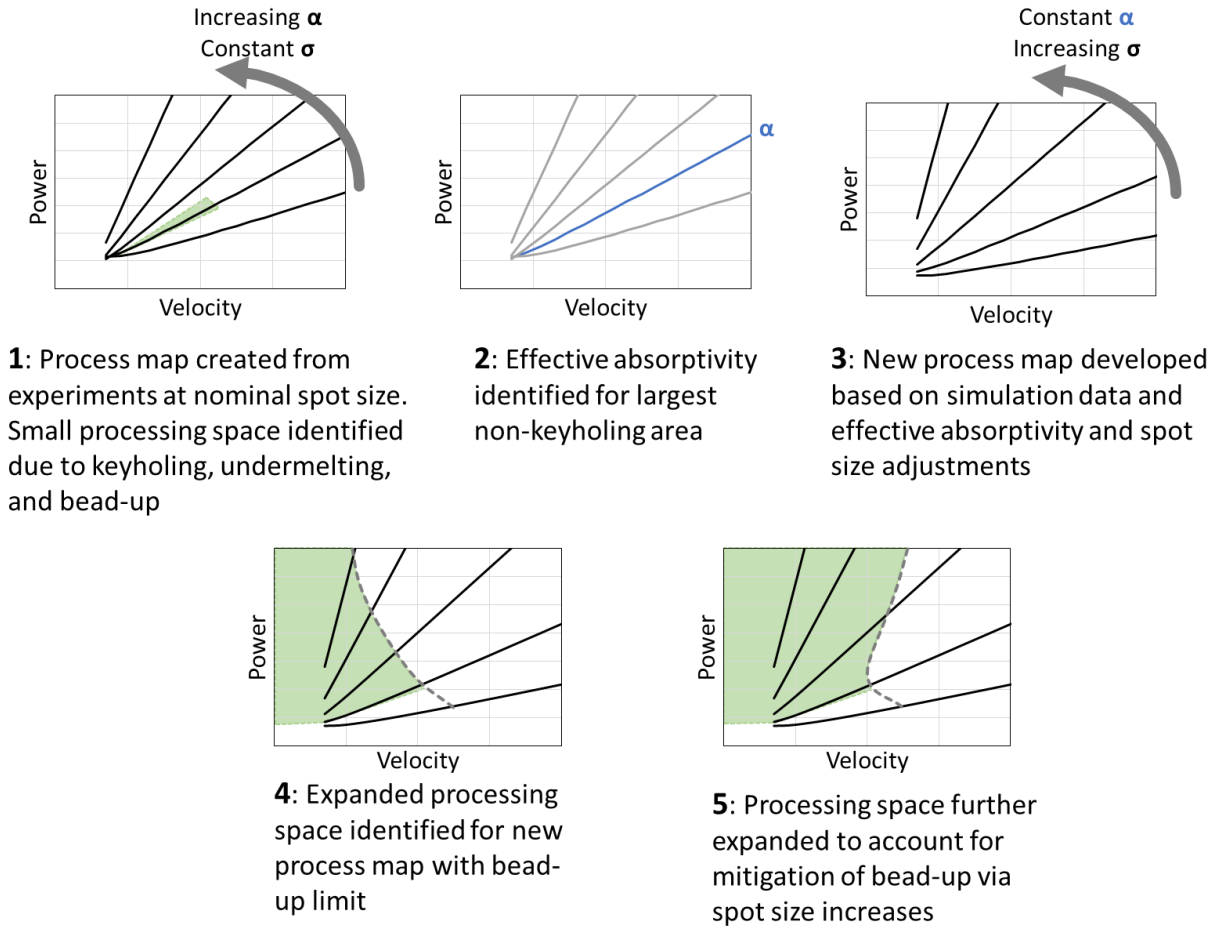 Increasing α
Constant σ
Constant α
Increasing σ
α
Power
Power
Power
Velocity
Velocity
Velocity
1: Process map created from
experiments at nominal spot size.
Small processing space identified
due to keyholing, undermelting,
and bead-up
2: Effective absorptivity
identified for largest
non-keyholing area
3: New process map developed
based on simulation data and
effective absorptivity and spot
size adjustments
Power
Power
Velocity
Velocity
4: Expanded processing
space identified for new
process map with bead-
up limit
5: Processing space further
expanded to account for
mitigation of bead-up via
spot size increases